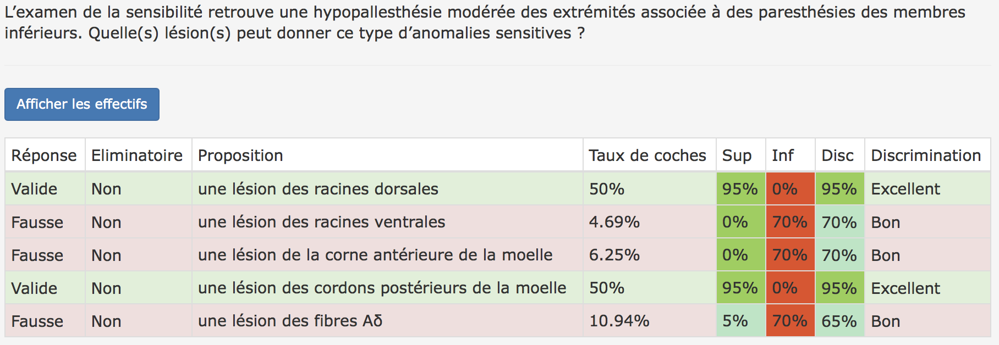 L’examen de la sensibilité retrouve une hypopallesthésie modérée des extrémités associée à des paresthésies des membres
inférieurs. Quelle(s) lésion(s) peut donner ce type d’anomalies sensitives ?
Afficher les effectifs
Réponse Eliminatoire Proposition Taux de coches Sup Inf Disc Discrimination
Valide Non une lésion des racines dorsales 50% 95% 0% 95% Excellent
Fausse Non une lésion des racines ventrales 4.69% 0% 70% 70% Bon
Fausse Non une lésion de la corne antérieure de la moelle 6.25% 0% 70% 70% Bon
Valide Non une lésion des cordons postérieurs de la moelle 50% 95% 0% 95% Excellent
Fausse Non une lésion des fibres Aδ 10.94% 5% 70% 65% Bon